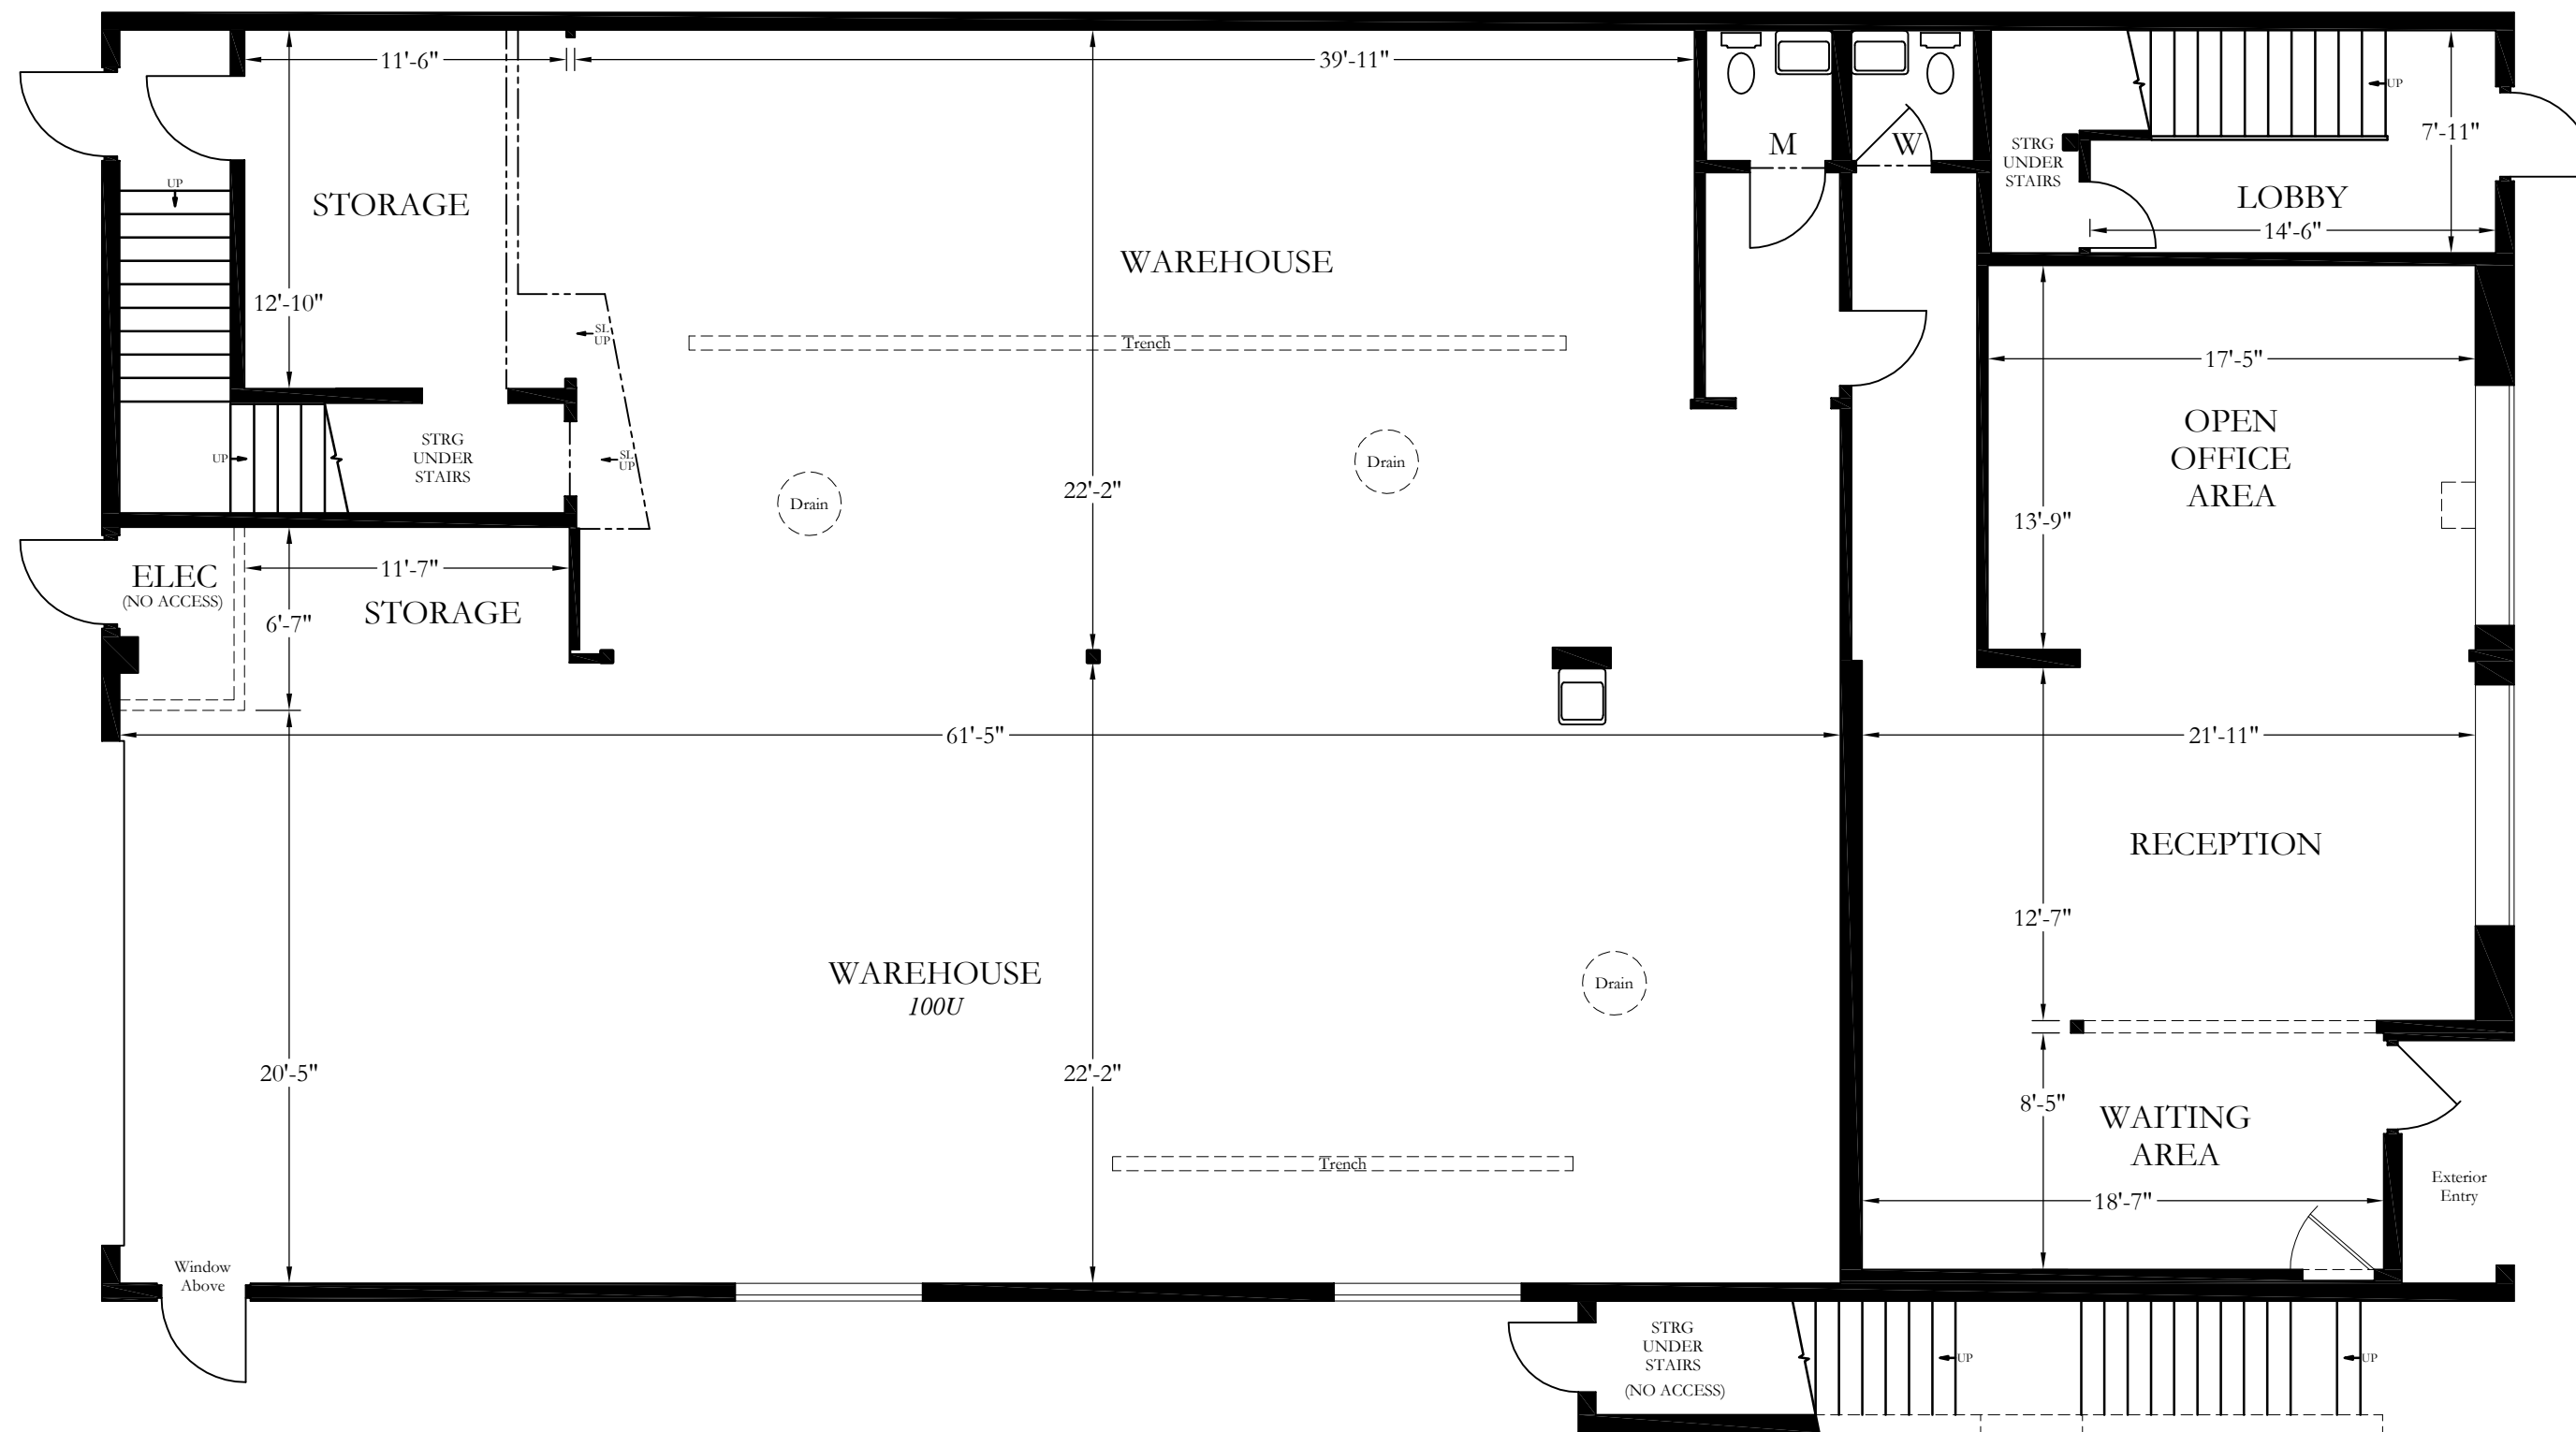 11'-6"
39'-11"
UP
7'-11"
M
W
STRG
UNDER
STAIRS
UP
STORAGE
LOBBY
14'-6"
WAREHOUSE
12'-10"
SL
UP
Trench
17'-5"
OPEN
OFFICE
AREA
STRG
UNDER
STAIRS
UP
SL
UP
Drain
Drain
22'-2"
13'-9"
11'-7"
ELEC
(NO ACCESS)
STORAGE
6'-7"
61'-5"
21'-11"
RECEPTION
12'-7"
WAREHOUSE
100U
Drain
20'-5"
22'-2"
8'-5"
WAITING
AREA
Trench
Exterior
Entry
18'-7"
Window
Above
STRG
UNDER
STAIRS
(NO ACCESS)
UP
UP